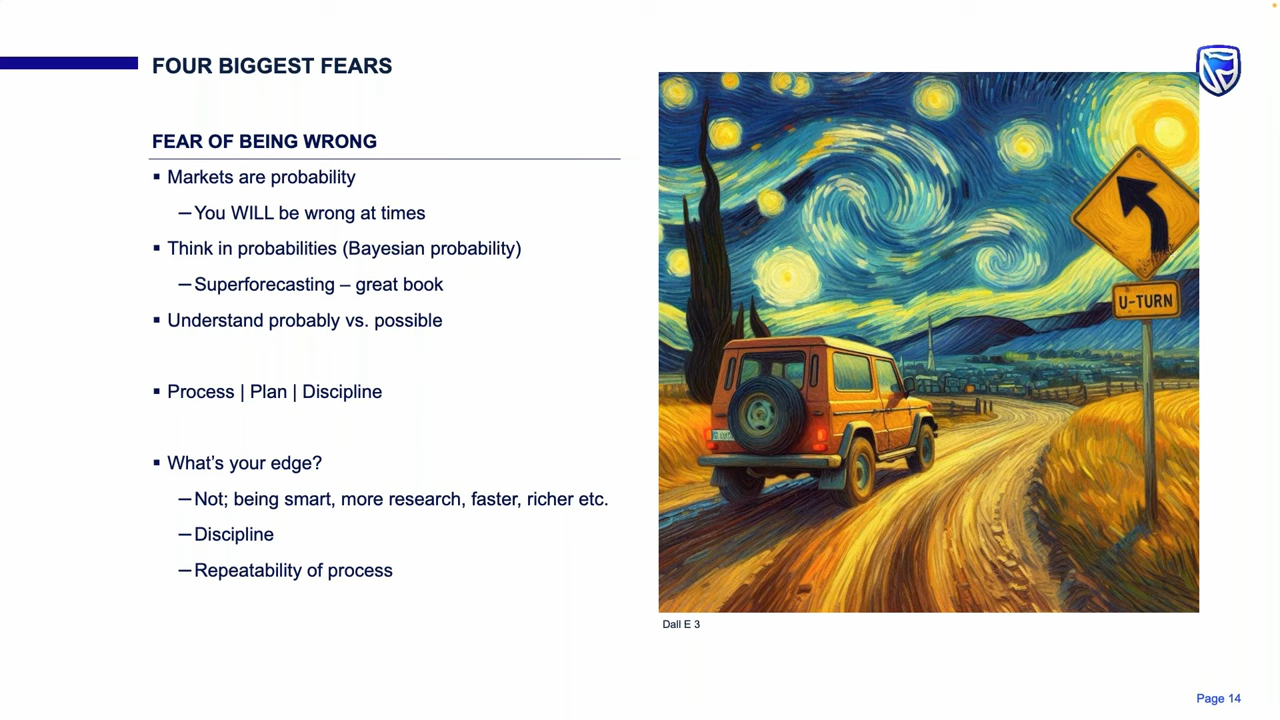 FOUR BIGGEST FEARS
FEAR OF BEING WRONG
▪ Markets are probability
– You WILL be wrong at times
▪ Think in probabilities (Bayesian probability)
– Superforecasting – great book
▪ Understand probably vs. possible
▪ Process | Plan | Discipline
▪ What's your edge?
– Not; being smart, more research, faster, richer etc.
– Discipline
– Repeatability of process
U-TURN
Dall E 3
Page 14